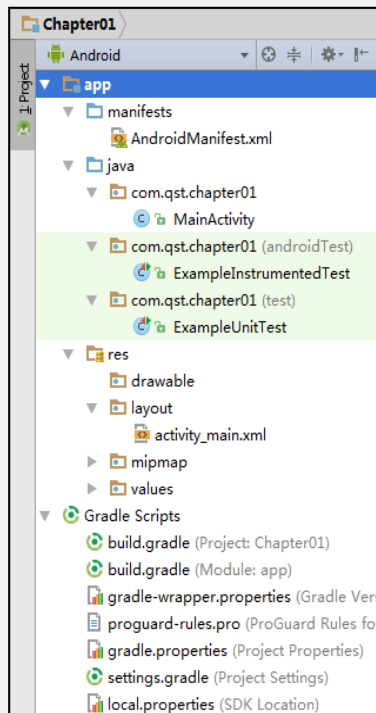 Chapter01
Android
1: Project
app
manifests
AndroidManifest.xml
java
com.qst.chapter01
MainActivity
com.qst.chapter01 (androidTest)
ExampleInstrumentedTest
com.qst.chapter01 (test)
ExampleUnitTest
res
drawable
layout
activity_main.xml
mipmap
values
Gradle Scripts
build.gradle (Project: Chapter01)
build.gradle (Module: app)
gradle-wrapper.properties (Gradle Vers
proguard-rules.pro (ProGuard Rules fo
gradle.properties (Project Properties)
settings.gradle (Project Settings)
local.properties (SDK Location)